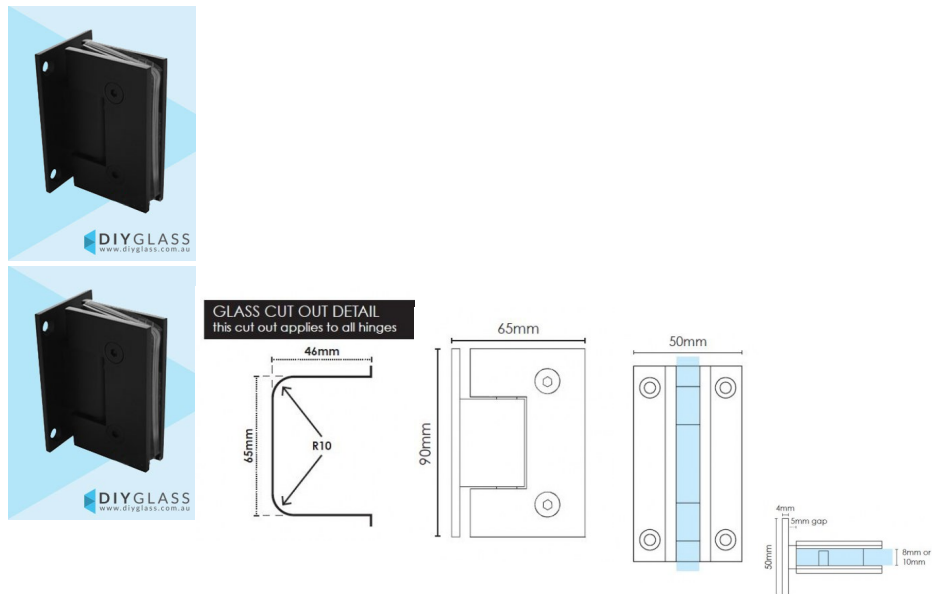 DIYGLASS
www.diyglass.com.au
DIYGLASS
www.diyglass.com.au
GLASS CUT OUT DETAIL
this cut out applies to all hinges
46mm
65mm
R10
65mm
90mm
50mm
4mm
5mm gap
50mm
8mm or
10mm